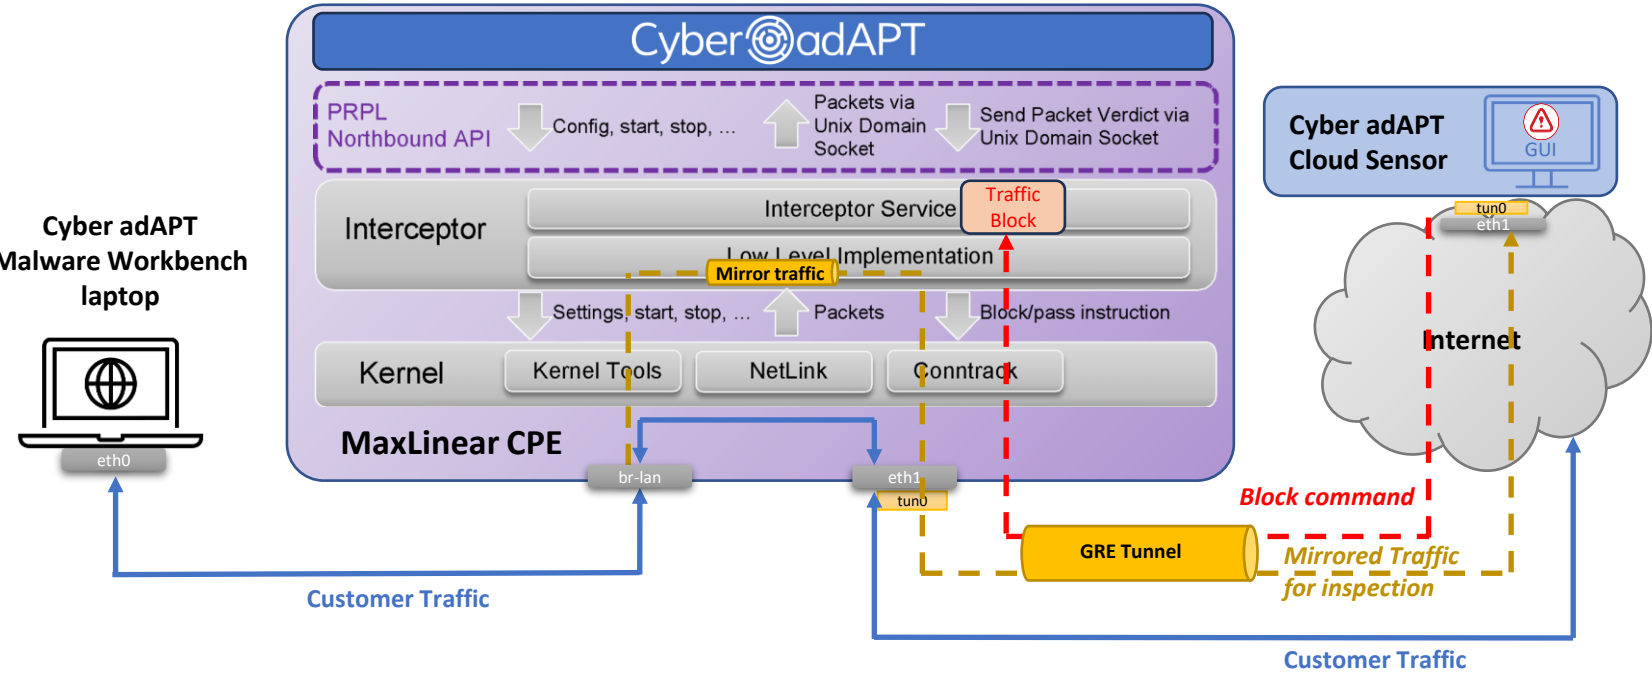 Cyber adAPT
PRPL
Northbound API
Config, start, stop, ...
Packets via
Unix Domain
Socket
Send Packet Verdict via
Unix Domain Socket
Cyber adAPT
Cloud Sensor
GUI
tun0
eth1
Interceptor
Interceptor Service
Traffic
Block
Low Level Implementation
Mirror traffic
Cyber adAPT
Malware Workbench
laptop
Settings, start, stop, ...
Packets
Block/pass instruction
Internet
Kernel
Kernel Tools
NetLink
Conntrack
MaxLinear CPE
eth0
br-lan
eth1
tun0
Block command
GRE Tunnel
Mirrored Traffic
for inspection
Customer Traffic
Customer Traffic